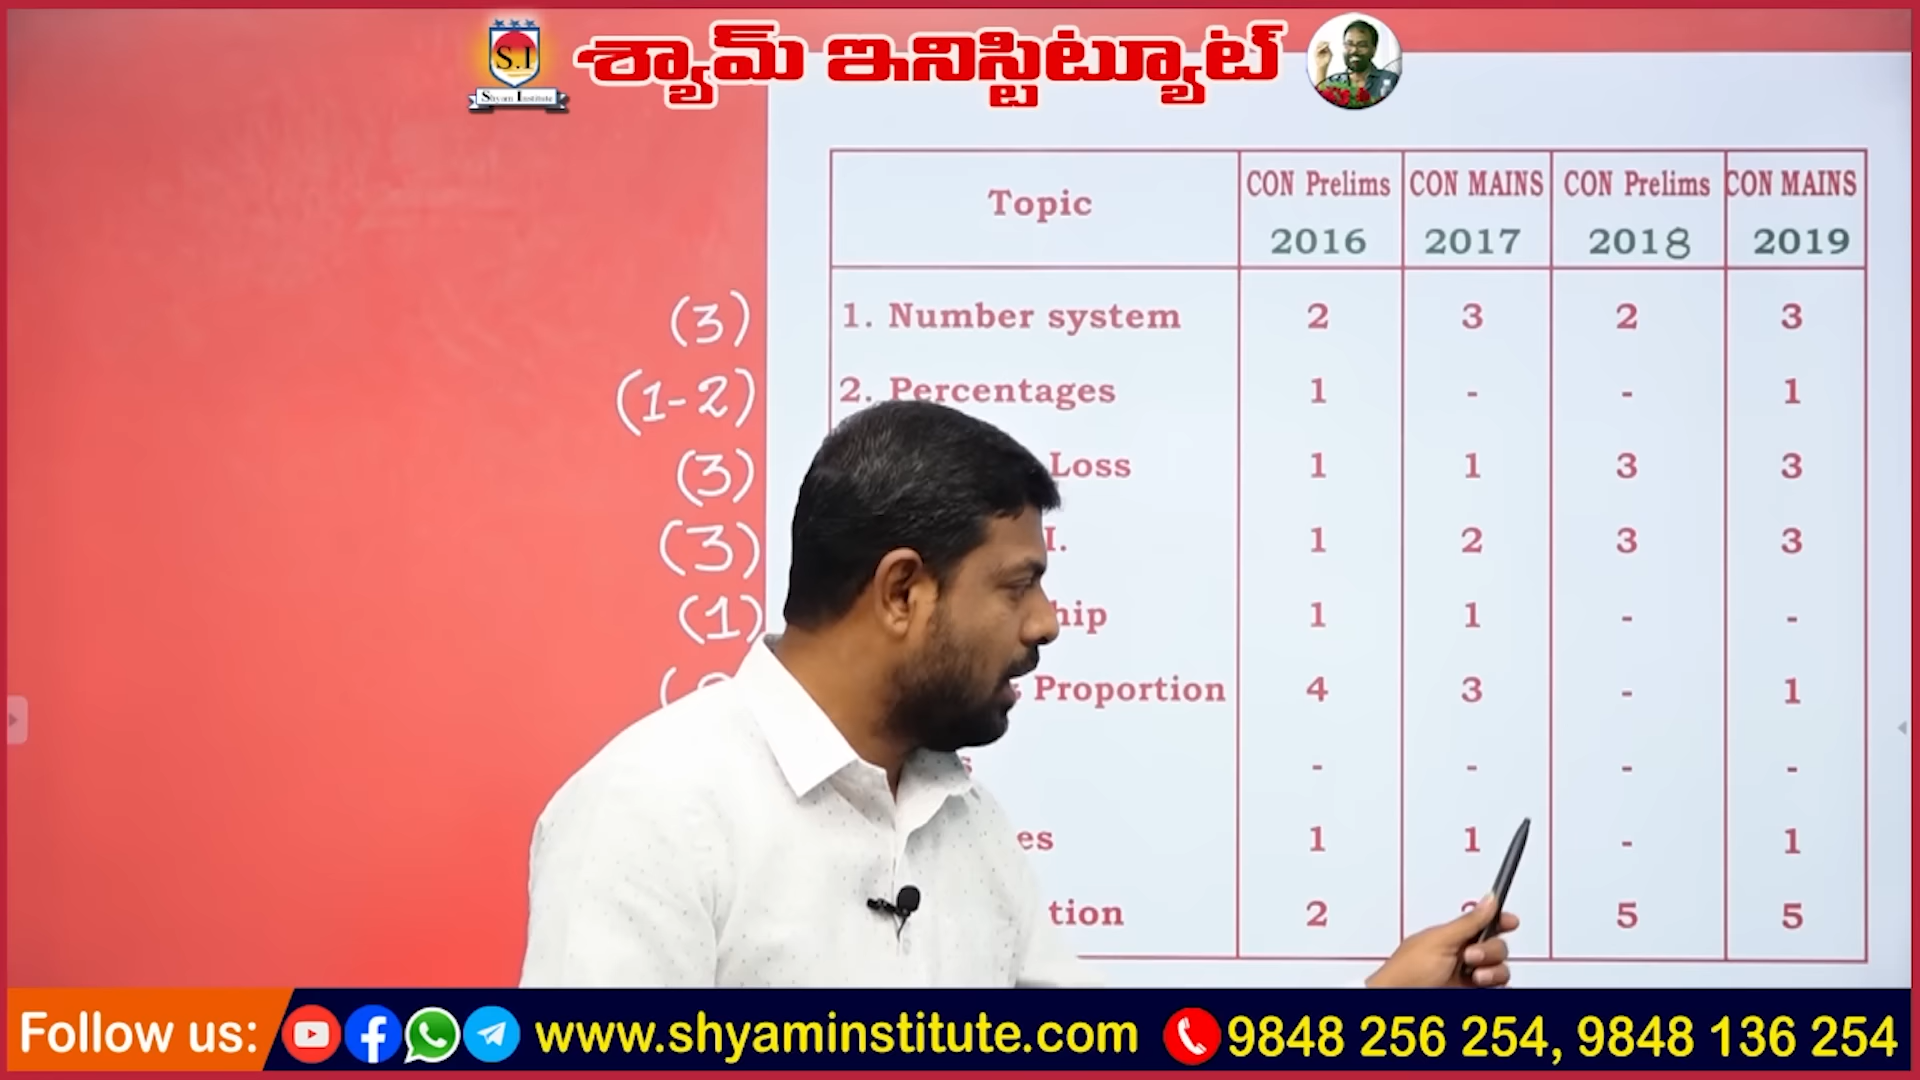 S.I
Shyam Institute
శ్యామ్ ఇనిస్టిట్యూట్
Topic CON Prelims 2016 CON MAINS 2017 CON Prelims 2018 CON MAINS 2019
(3) 1. Number system 2 3 2 3
(1-2) 2. Percentages 1 - - 1
(3) Loss 1 1 3 3
(3) I. 1 2 3 3
(1) hip 1 1 - -
Proportion 4 3 - 1
s - - - -
es 1 1 - 1
tion 2 5 5
Follow us: www.shyaminstitute.com 9848 256 254, 9848 136 254